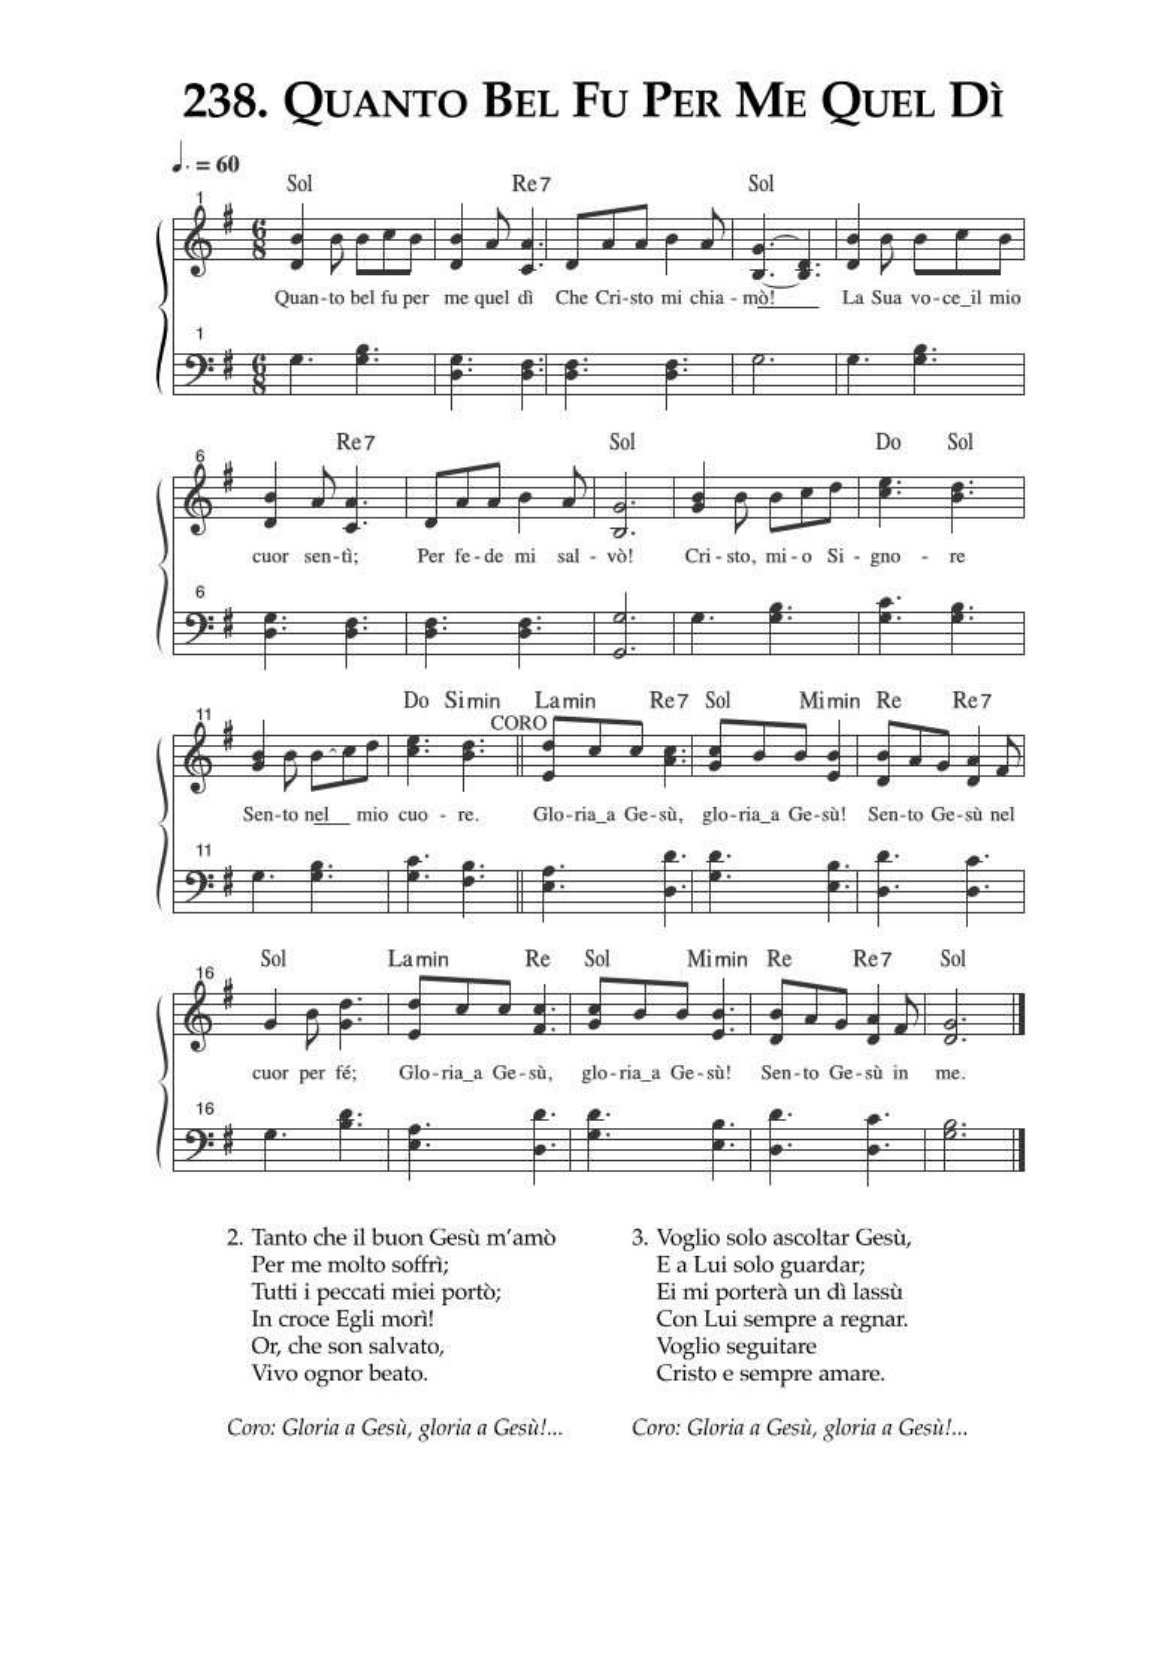 238. QUANTO BEL FU PER ME QUEL DÌ
♩. = 60
Sol Re7 Sol
1
6 8
Quan-to bel fu per me quel dì Che Cri-sto mi chia-mò!____ La Sua vo-ce_il mio
1
6 8
Re7 Sol Do Sol
6
cuor sen-tì; Per fe-de mi sal-vò! Cri-sto, mi-o Si-gno-re
6
Do Simin Lamin Re7 Sol Mimin Re Re7
CORO
11
Sen-to nel___ mio cuo-re. Glo-ria_a Ge-sù, glo-ria_a Ge-sù! Sen-to Ge-sù nel
11
Sol Lamin Re Sol Mimin Re Re7 Sol
16
cuor per fé; Glo-ria_a Ge-sù, glo-ria_a Ge-sù! Sen-to Ge-sù in me.
16
2. Tanto che il buon Gesù m'amò
Per me molto soffrì;
Tutti i peccati miei portò;
In croce Egli morì!
Or, che son salvato,
Vivo ognor beato.
Coro: Gloria a Gesù, gloria a Gesù!...
3. Voglio solo ascoltar Gesù,
E a Lui solo guardar;
Ei mi porterà un dì lassù
Con Lui sempre a regnar.
Voglio seguitare
Cristo e sempre amare.
Coro: Gloria a Gesù, gloria a Gesù!...